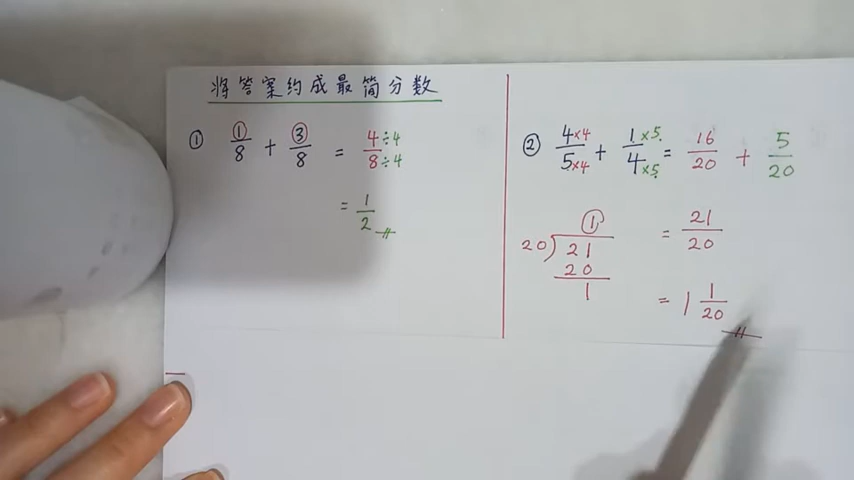 将答案约成最简分数
① 1/8 + 3/8 = 4÷4/8÷4
= 1/2
② 4×4/5×4 + 1×5/4×5 = 16/20 + 5/20
= 21/20
= 1 1/20
1
20)21
20
1